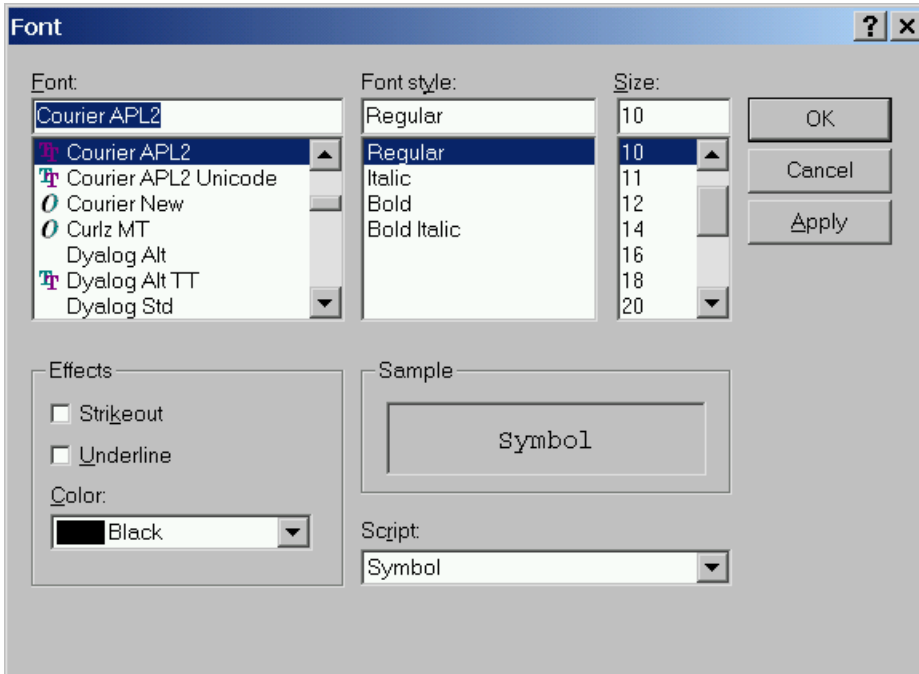 Font
Font:
Courier APL2
Courier APL2
Courier APL2 Unicode
Courier New
Curlz MT
Dyalog Alt
Dyalog Alt TT
Dyalog Std
Font style:
Regular
Regular
Italic
Bold
Bold Italic
Size:
10
10
11
12
14
16
18
20
OK
Cancel
Apply
Effects
Strikeout
Underline
Color:
Black
Sample
Symbol
Script:
Symbol